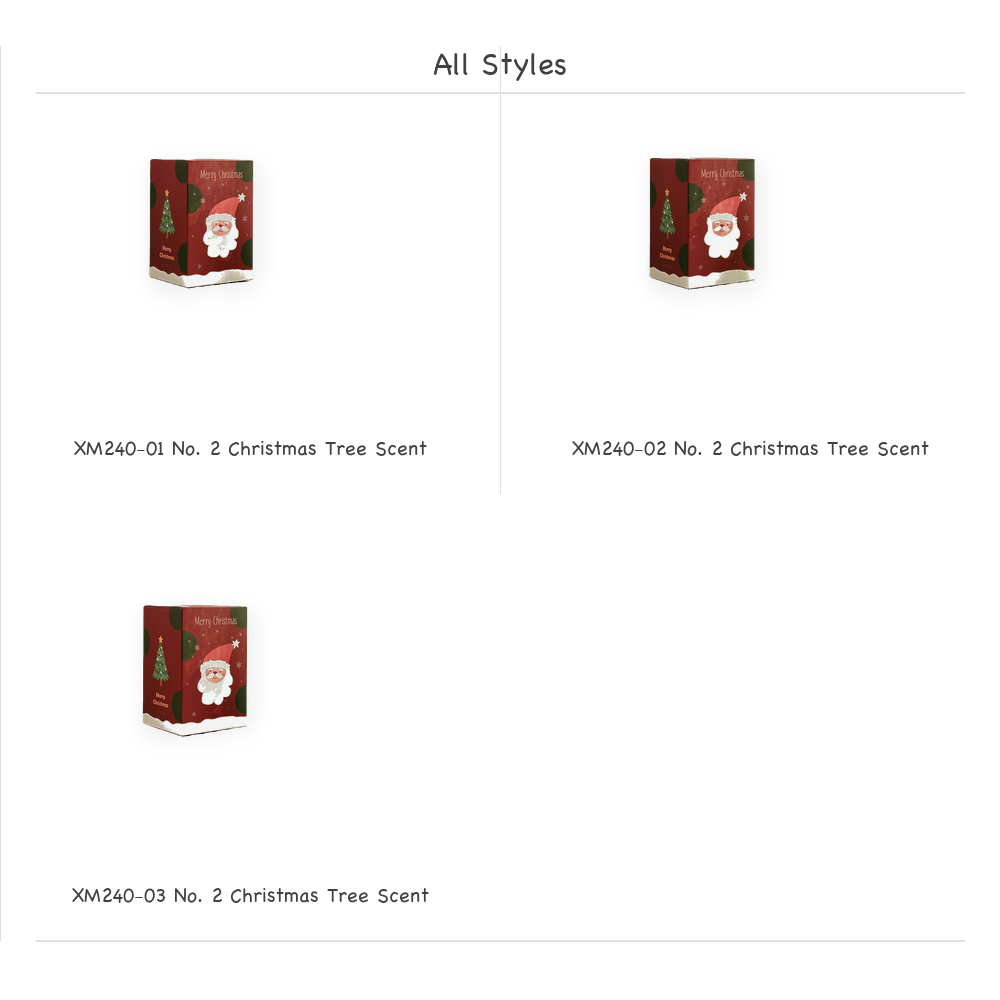 All Styles
Merry Christmas
Merry
Christmas
Merry Christmas
Merry
Christmas
XM240-01 No. 2 Christmas Tree Scent
XM240-02 No. 2 Christmas Tree Scent
Merry Christmas
Merry
Christmas
XM240-03 No. 2 Christmas Tree Scent